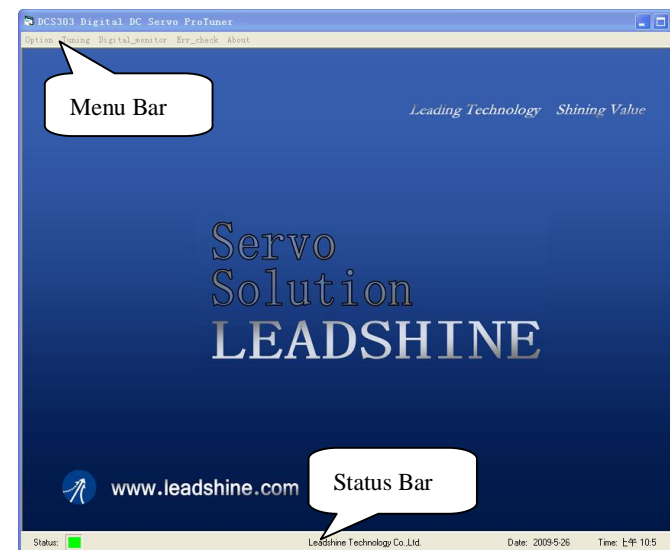 DCS303 Digital DC Servo ProTuner
Option Tuning Digital_monitor Err_check About
Menu Bar
Leading Technology Shining Value
Servo
Solution
LEADSHINE
www.leadshine.com
Status Bar
Status: Leadshine Technology Co.,Ltd. Date: 2009-5-26 Time: 上午 10:5